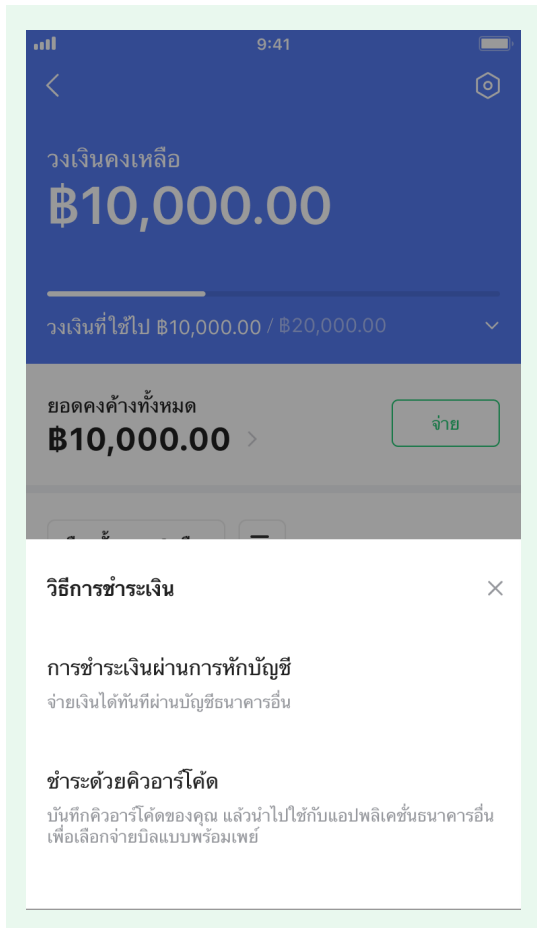 9:41
วงเงินคงเหลือ
฿10,000.00
วงเงินที่ใช้ไป ฿10,000.00 / ฿20,000.00
ยอดคงค้างทั้งหมด
฿10,000.00
จ่าย
วิธีการชำระเงิน
การชำระเงินผ่านการหักบัญชี
จ่ายเงินได้ทันทีผ่านบัญชีธนาคารอื่น
ชำระด้วยคิวอาร์โค้ด
บันทึกคิวอาร์โค้ดของคุณ แล้วนำไปใช้กับแอปพลิเคชั่นธนาคารอื่น
เพื่อเลือกจ่ายบิลแบบพร้อมเพย์